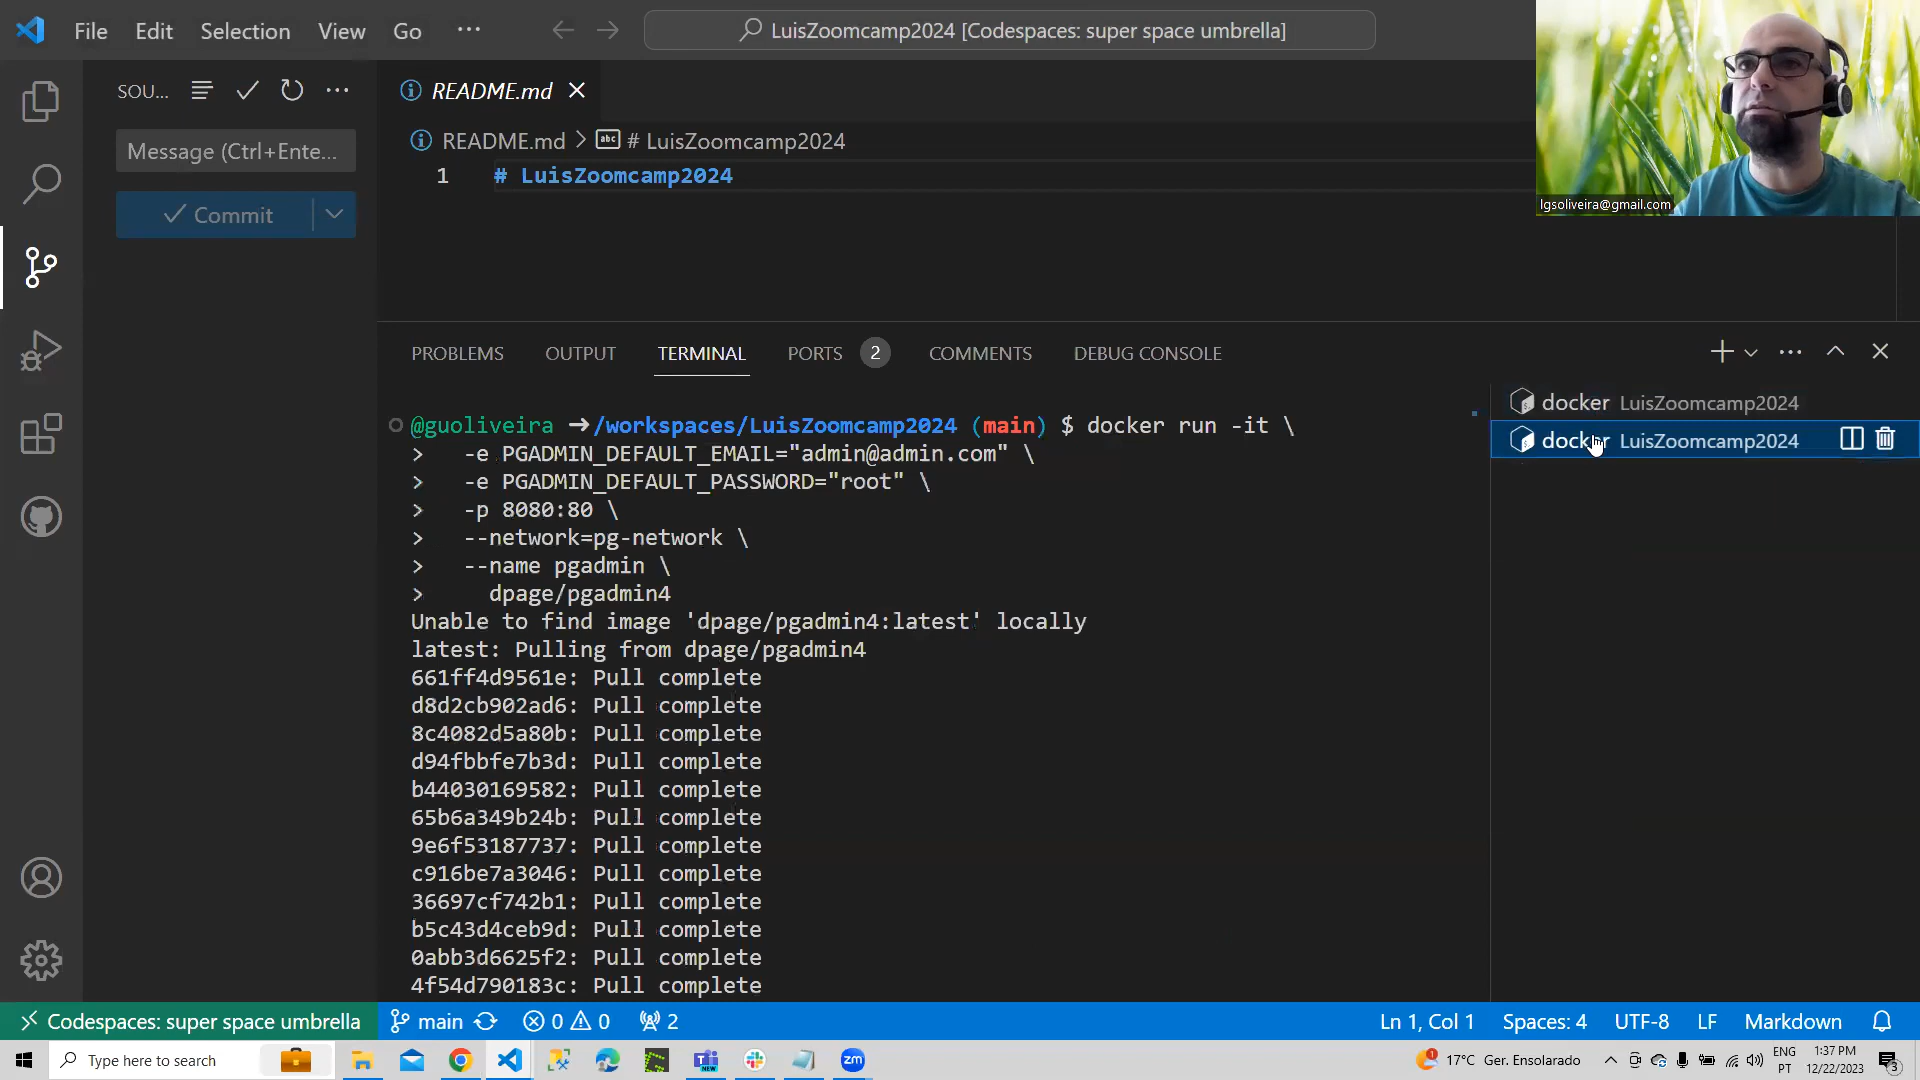 File Edit Selection View Go ··· LuisZoomcamp2024 [Codespaces: super space umbrella]
lgsoliveira@gmail.com
SOU... ···
Message (Ctrl+Ente...
Commit
README.md
README.md > # LuisZoomcamp2024
1 # LuisZoomcamp2024
PROBLEMS OUTPUT TERMINAL PORTS 2 COMMENTS DEBUG CONSOLE
docker LuisZoomcamp2024
docker LuisZoomcamp2024
@guoliveira ➜/workspaces/LuisZoomcamp2024 (main) $ docker run -it \
> -e PGADMIN_DEFAULT_EMAIL="admin@admin.com" \
> -e PGADMIN_DEFAULT_PASSWORD="root" \
> -p 8080:80 \
> --network=pg-network \
> --name pgadmin \
> dpage/pgadmin4
Unable to find image 'dpage/pgadmin4:latest' locally
latest: Pulling from dpage/pgadmin4
661ff4d9561e: Pull complete
d8d2cb902ad6: Pull complete
8c4082d5a80b: Pull complete
d94fbbfe7b3d: Pull complete
b44030169582: Pull complete
65b6a349b24b: Pull complete
9e6f53187737: Pull complete
c916be7a3046: Pull complete
36697cf742b1: Pull complete
b5c43d4ceb9d: Pull complete
0abb3d6625f2: Pull complete
4f54d790183c: Pull complete
Codespaces: super space umbrella main 0 0 2 Ln 1, Col 1 Spaces: 4 UTF-8 LF Markdown
Type here to search NEW zm 1 17°C Ger. Ensolarado ENG 1:37 PM
PT 12/22/2023 3